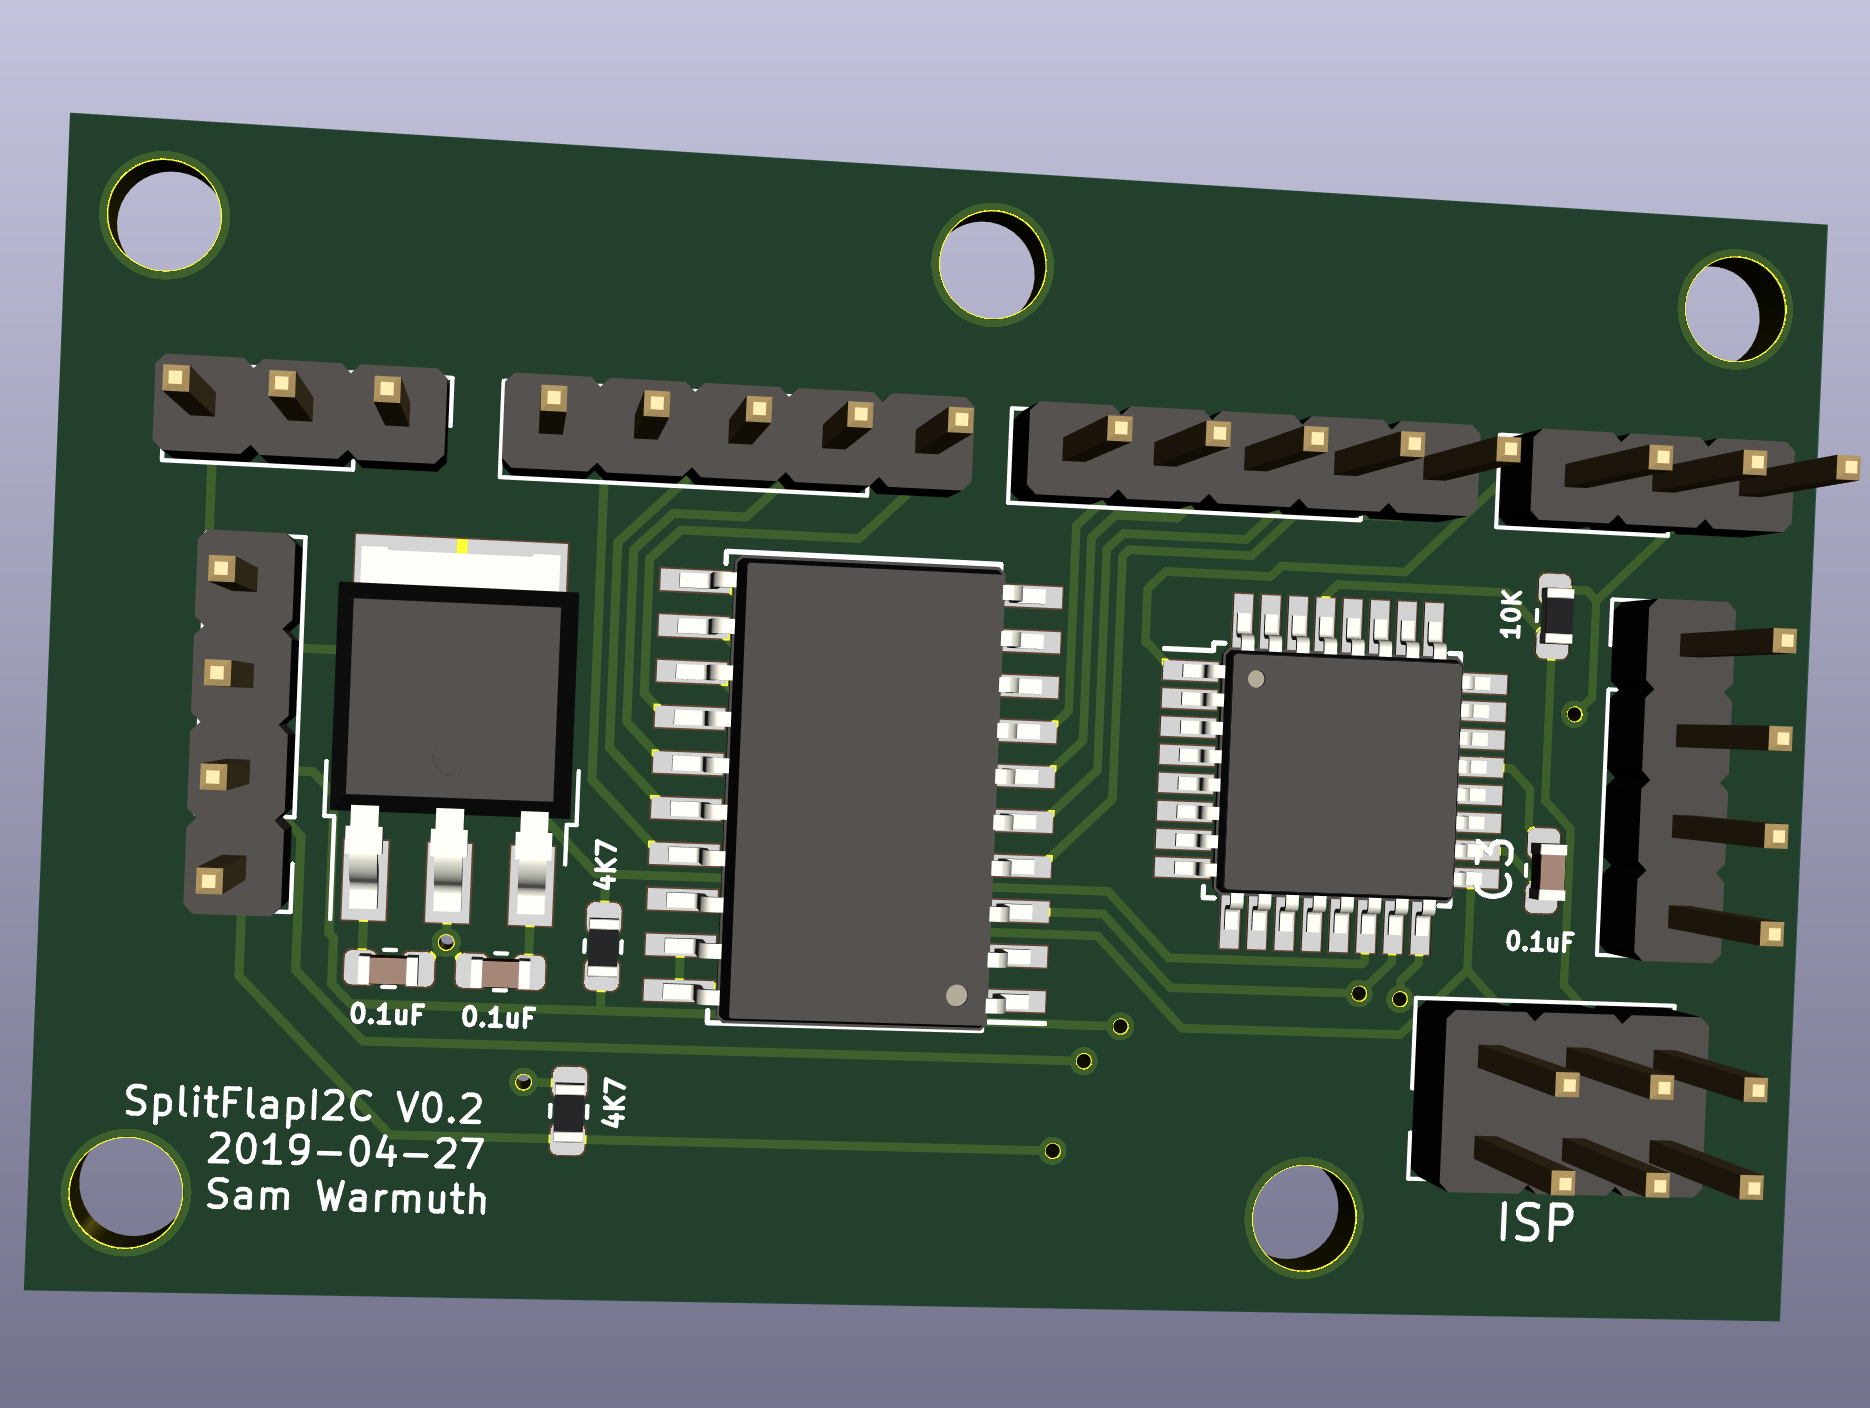 10K
4K7
C3
0.1uF
0.1uF
0.1uF
4K7
SplitFlapI2C V0.2
2019-04-27
Sam Warmuth
ISP